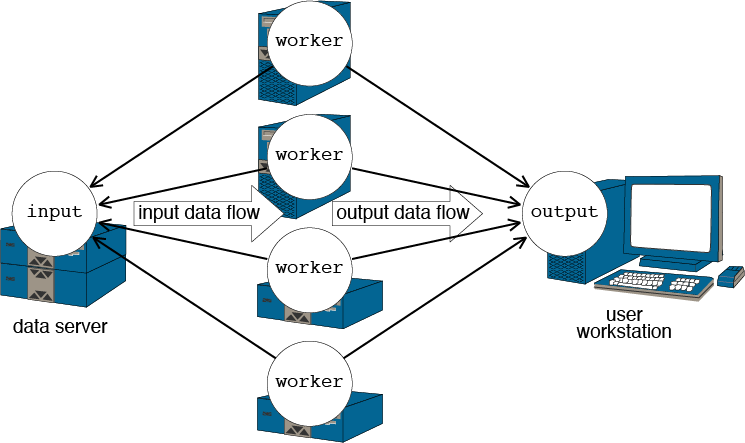 worker
worker
input
input data flow
output data flow
output
worker
data server
user
workstation
worker